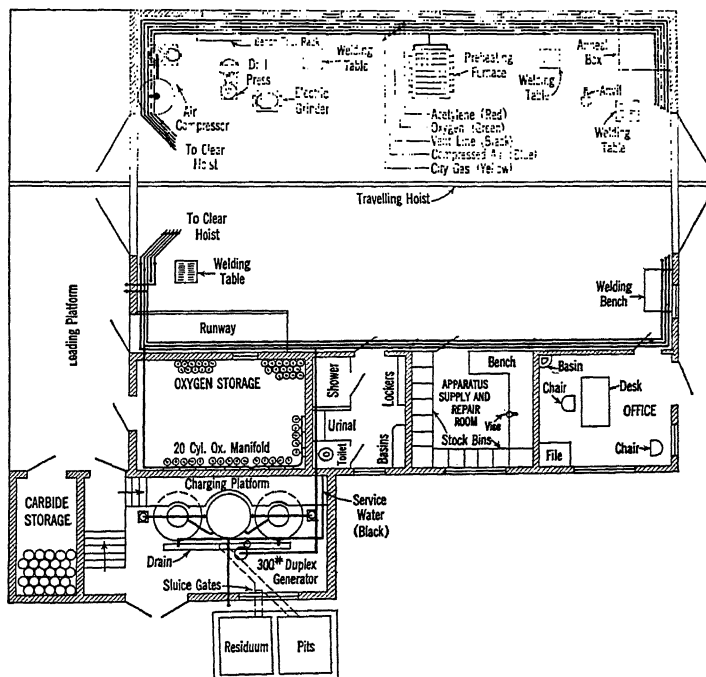 Welding
Table
Drill
Press
Electric
Grinder
Air
Compressor
To Clear
Hoist
Preheating
Furnace
Welding
Table
Anneal
Box
Anvil
Welding
Table
Acetylene (Red)
Oxygen (Green)
Vent Line (Black)
Compressed Air (Blue)
City Gas (Yellow)
Travelling Hoist
To Clear
Hoist
Welding
Table
Welding
Bench
Loading Platform
Runway
OXYGEN STORAGE
20 Cyl. Ox. Manifold
Shower
Lockers
Urinal
Toilet
Basins
Bench
APPARATUS
SUPPLY AND
REPAIR
ROOM
Vise
Stock Bins
Basin
Desk
Chair
OFFICE
File
Chair
CARBIDE
STORAGE
Charging Platform
Service
Water
(Black)
Drain
300# Duplex
Generator
Sluice Gates
Residuum
Pits